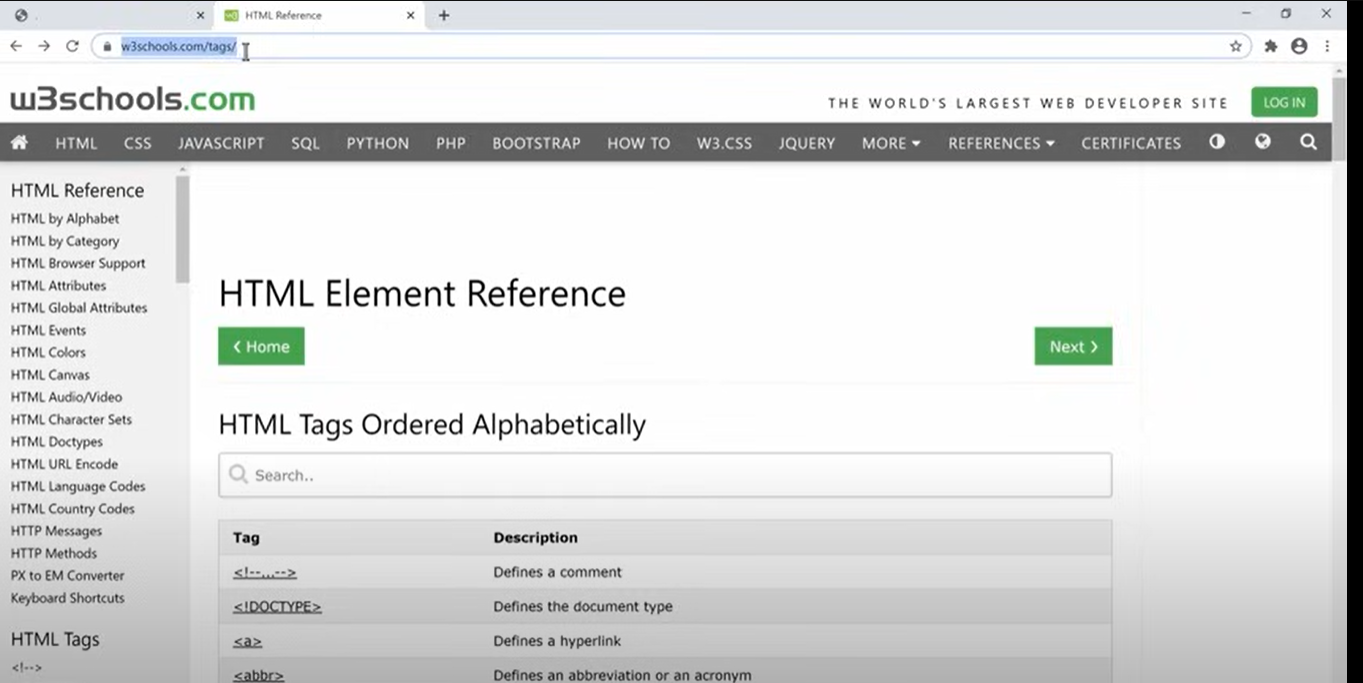 HTML Reference
w3schools.com/tags/
w3schools.com
THE WORLD'S LARGEST WEB DEVELOPER SITE
LOG IN
HTML CSS JAVASCRIPT SQL PYTHON PHP BOOTSTRAP HOW TO W3.CSS JQUERY MORE REFERENCES CERTIFICATES
HTML Reference
HTML by Alphabet
HTML by Category
HTML Browser Support
HTML Attributes
HTML Global Attributes
HTML Events
HTML Colors
HTML Canvas
HTML Audio/Video
HTML Character Sets
HTML Doctypes
HTML URL Encode
HTML Language Codes
HTML Country Codes
HTTP Messages
HTTP Methods
PX to EM Converter
Keyboard Shortcuts
HTML Tags
<!-->
HTML Element Reference
❮ Home
Next ❯
HTML Tags Ordered Alphabetically
Search..
Tag Description
<!--...--> Defines a comment
<!DOCTYPE> Defines the document type
<a> Defines a hyperlink
<abbr> Defines an abbreviation or an acronym